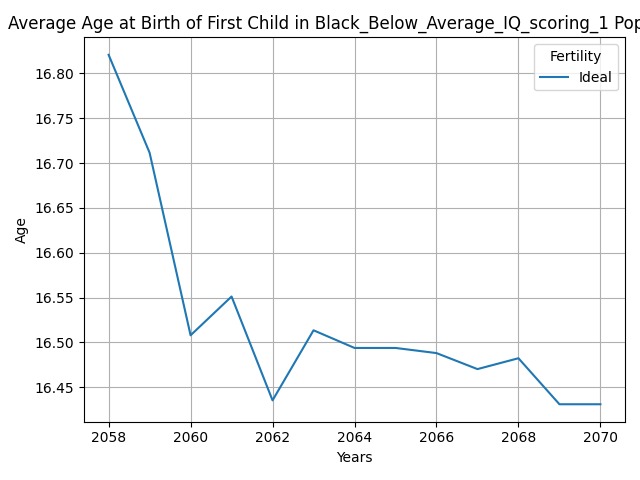 Average Age at Birth of First Child in Black_Below_Average_IQ_scoring_1 Pop
Fertility
Ideal
16.80
16.75
16.70
16.65
16.60
16.55
16.50
16.45
Age
2058 2060 2062 2064 2066 2068 2070
Years